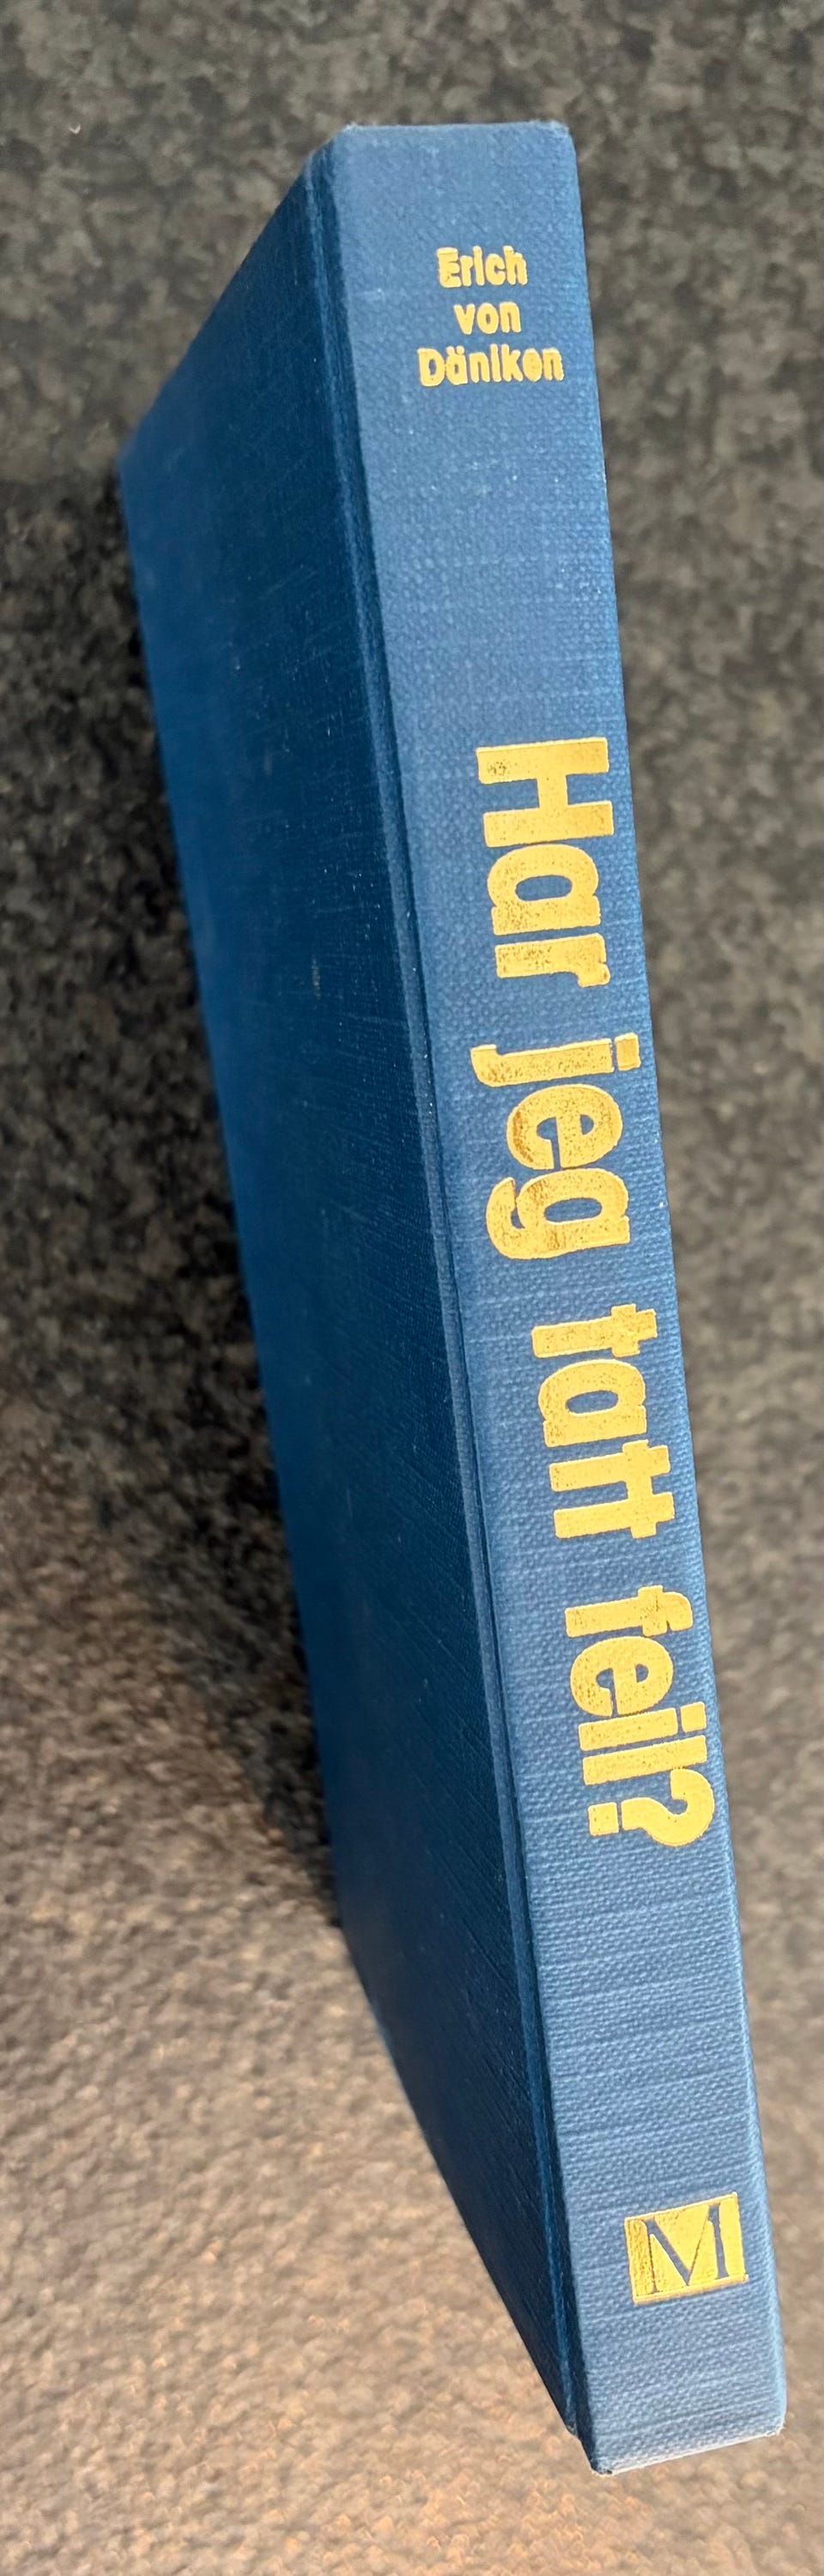 Erich
von
Däniken
Har jeg tatt feil?
M